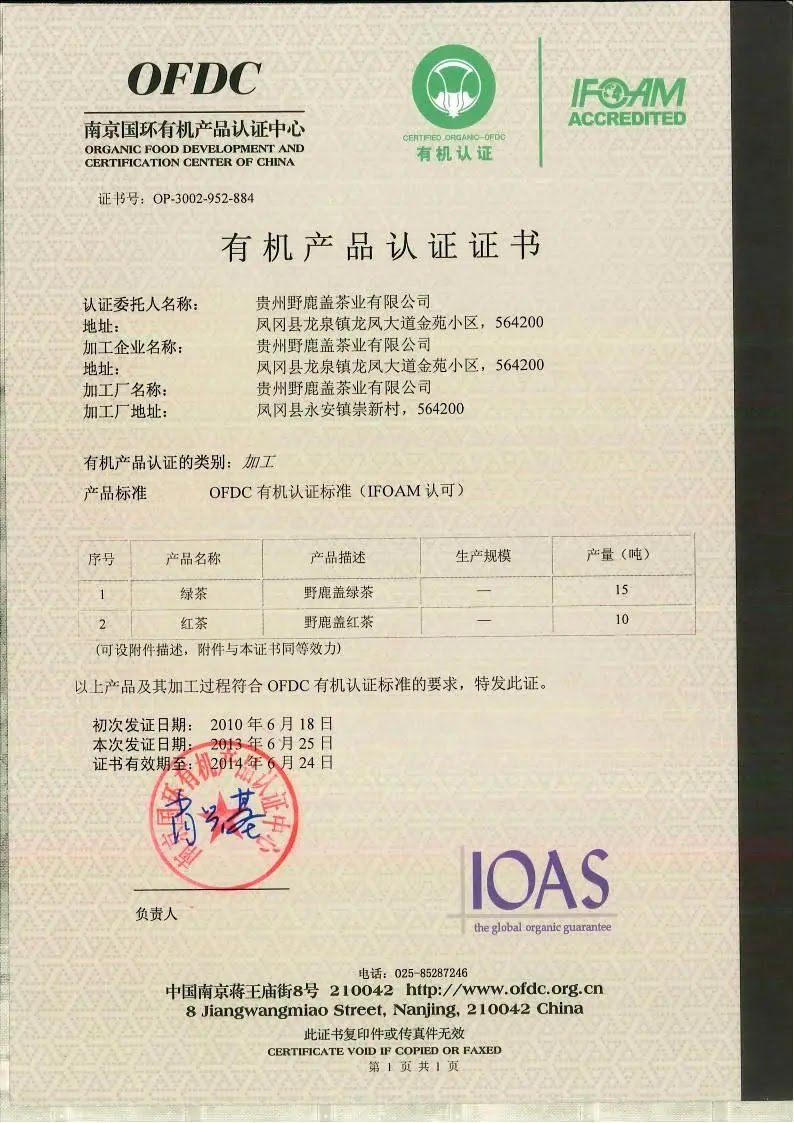 OFDC
南京国环有机产品认证中心
ORGANIC FOOD DEVELOPMENT AND
CERTIFICATION CENTER OF CHINA
CERTIFIED ORGANIC-OFDC
有机认证
IFOAM
ACCREDITED
证书号：OP-3002-952-884
有机产品认证证书
认证委托人名称： 贵州野鹿盖茶业有限公司
地址： 凤冈县龙泉镇龙凤大道金苑小区，564200
加工企业名称： 贵州野鹿盖茶业有限公司
地址： 凤冈县龙泉镇龙凤大道金苑小区，564200
加工厂名称： 贵州野鹿盖茶业有限公司
加工厂地址： 凤冈县永安镇崇新村，564200
有机产品认证的类别：加工
产品标准 OFDC 有机认证标准（IFOAM 认可）
序号 产品名称 产品描述 生产规模 产量（吨）
1 绿茶 野鹿盖绿茶 — 15
2 红茶 野鹿盖红茶 — 10
(可设附件描述，附件与本证书同等效力)
以上产品及其加工过程符合 OFDC 有机认证标准的要求，特发此证。
初次发证日期： 2010 年 6 月 18 日
本次发证日期： 2013 年 6 月 25 日
证书有效期至： 2014 年 6 月 24 日
南京国环有机产品认证中心
负责人
IOAS
the global organic guarantee
电话：025-85287246
中国南京蒋王庙街8号 210042 http://www.ofdc.org.cn
8 Jiangwangmiao Street, Nanjing, 210042 China
此证书复印件或传真件无效
CERTIFICATE VOID IF COPIED OR FAXED
第 1 页 共 1 页